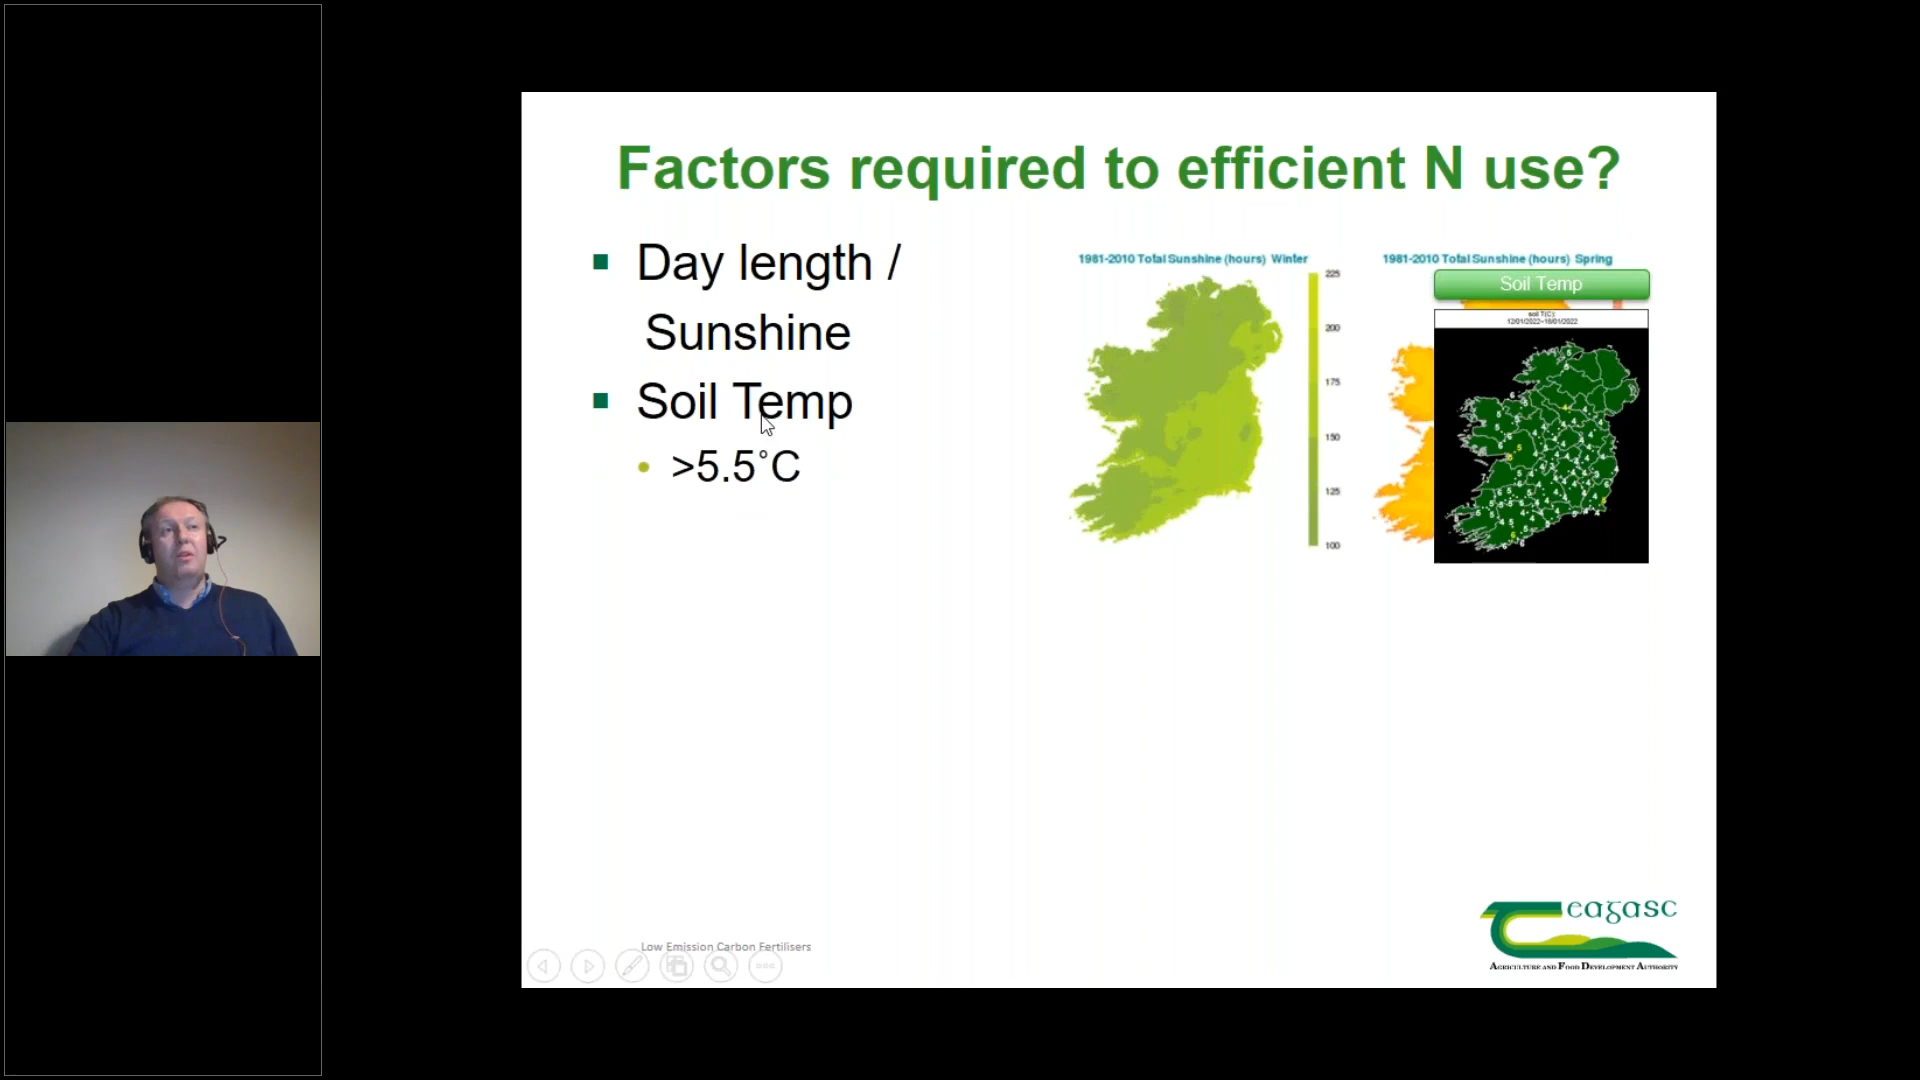 Factors required to efficient N use?
Day length /
Sunshine
Soil Temp
>5.5˚C
1981-2010 Total Sunshine (hours) Winter
225
200
175
150
125
100
1981-2010 Total Sunshine (hours) Spring
Soil Temp
soil T(C):
12/01/2022-18/01/2022
Low Emission Carbon Fertilisers
eagasc
Agriculture and Food Development Authority